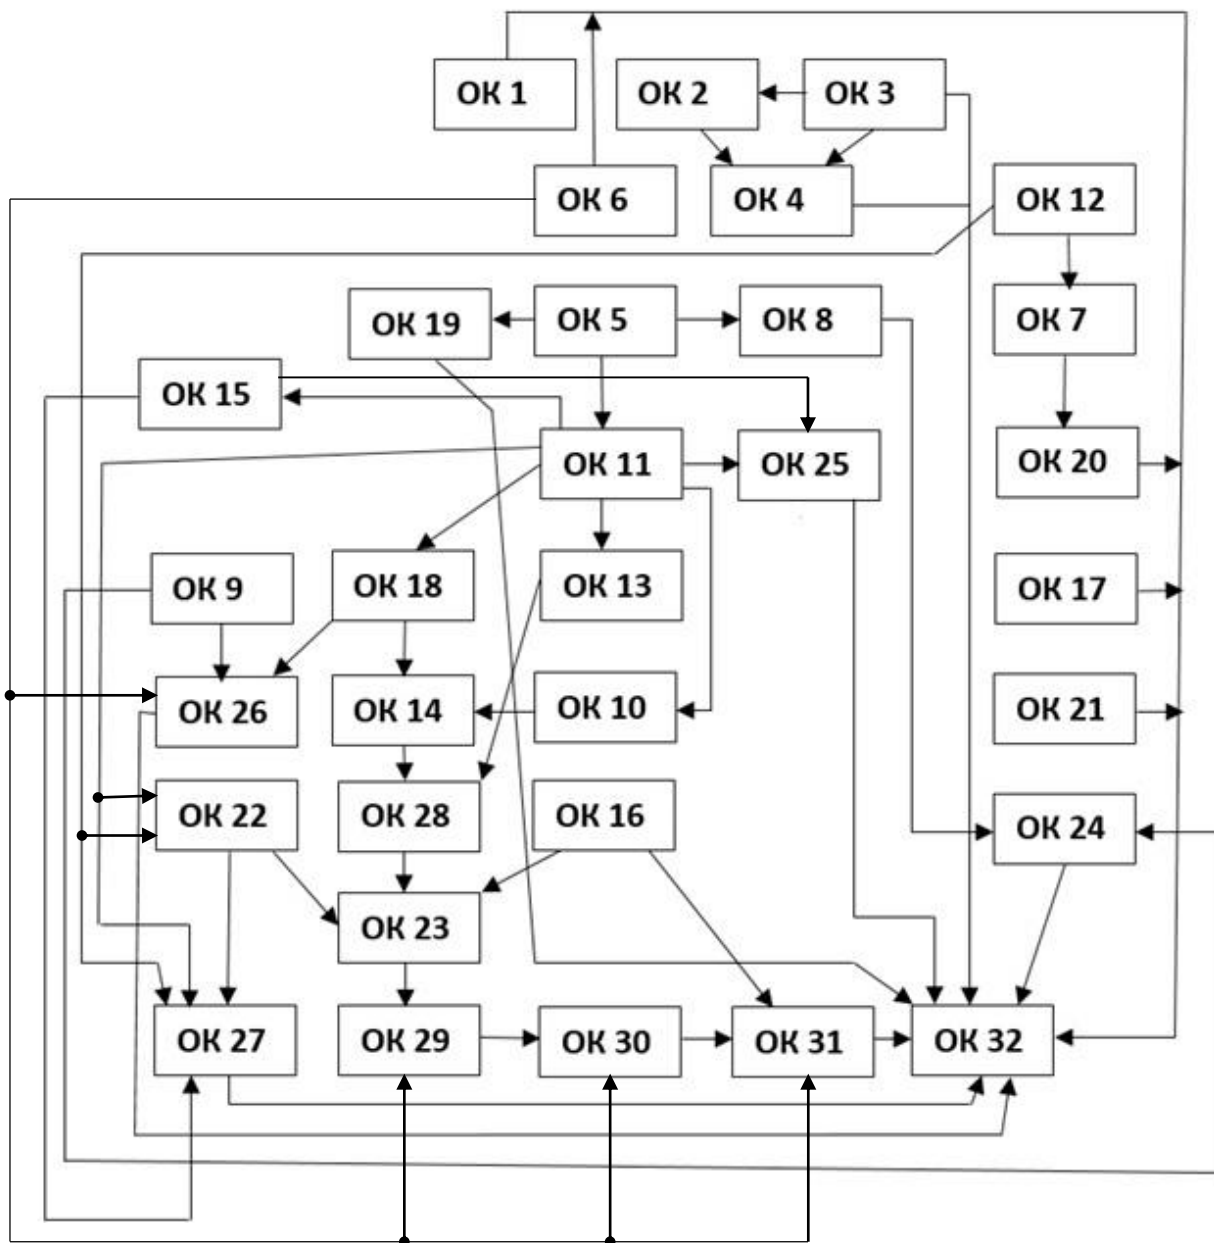 ОК 1
ОК 2
ОК 3
ОК 6
ОК 4
ОК 12
ОК 19
ОК 5
ОК 8
ОК 7
ОК 15
ОК 11
ОК 25
ОК 20
ОК 9
ОК 18
ОК 13
ОК 17
ОК 26
ОК 14
ОК 10
ОК 21
ОК 22
ОК 28
ОК 16
ОК 24
ОК 23
ОК 27
ОК 29
ОК 30
ОК 31
ОК 32